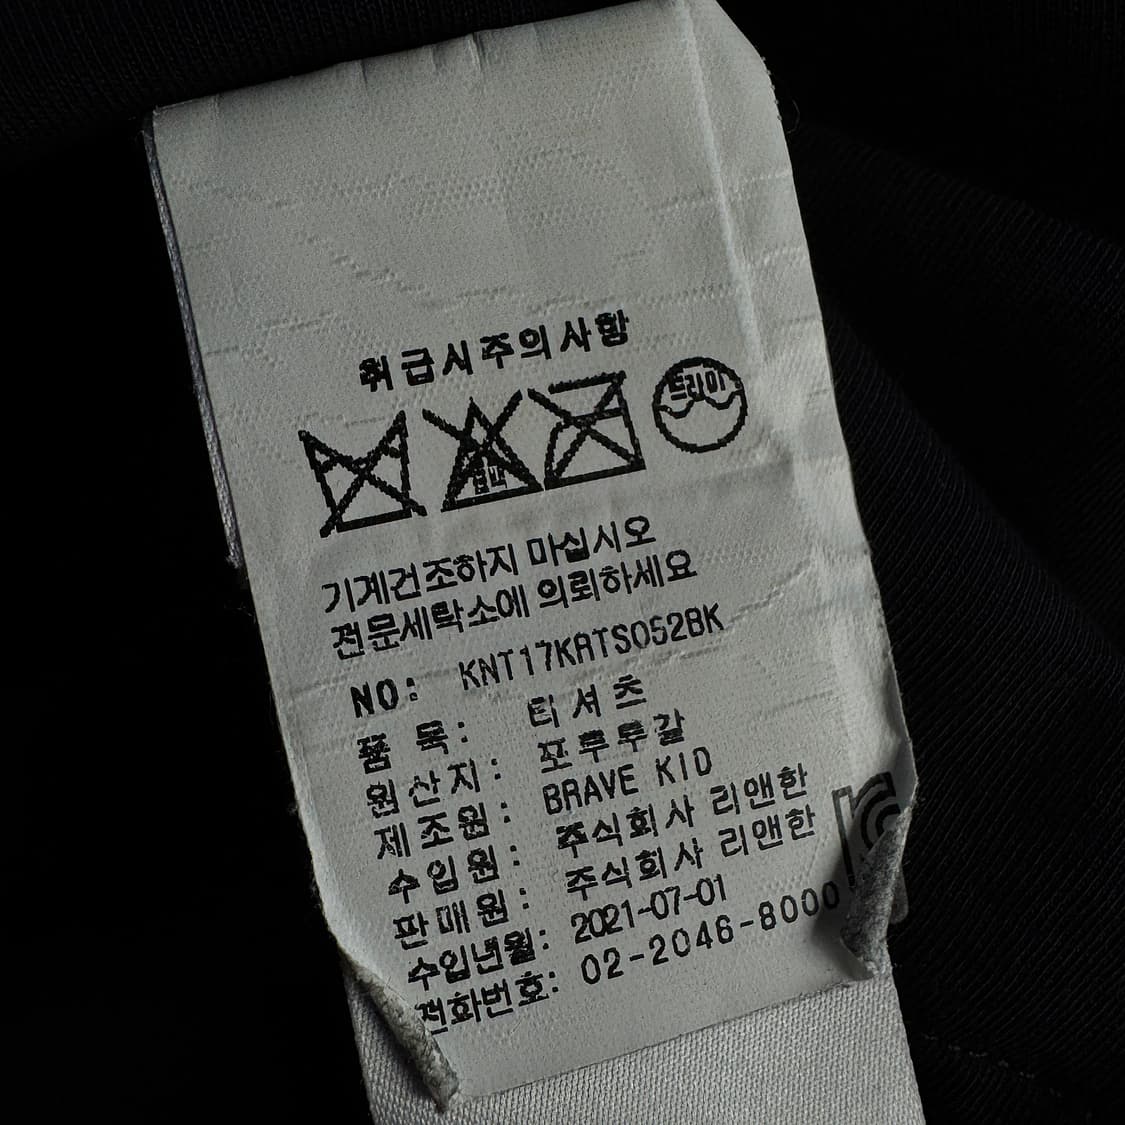 취급시주의사항
염백
드라이
기계건조하지 마십시오
전문세탁소에 의뢰하세요
NO: KNT17KATS052BK
품 목: 티셔츠
원산지: 포루투갈
제조원: BRAVE KID
수입원: 주식회사 리앤한
판매원: 주식회사 리앤한
수입년월: 2021-07-01
전화번호: 02-2046-8000